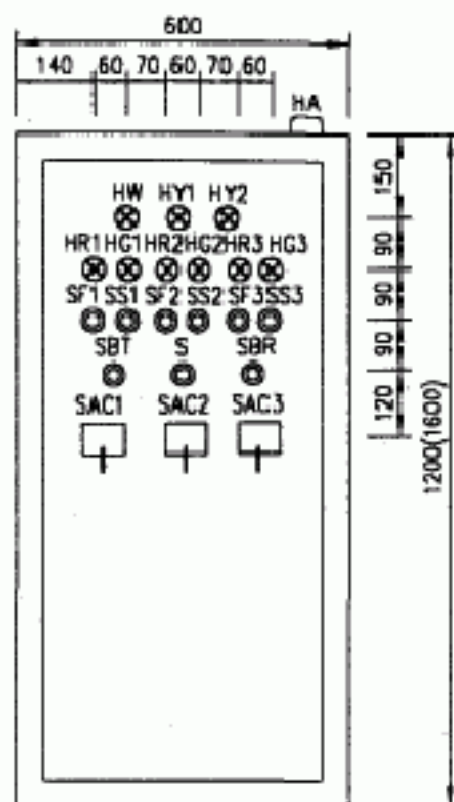 600
140 60 70 60 70 60
HA
HW HY1 HY2
HR1 HG1 HR2 HG2 HR3 HG3
SF1 SS1 SF2 SS2 SF3 SS3
SBT S SBR
SAC1 SAC2 SAC3
150
90
90
90
120
1200(1600)